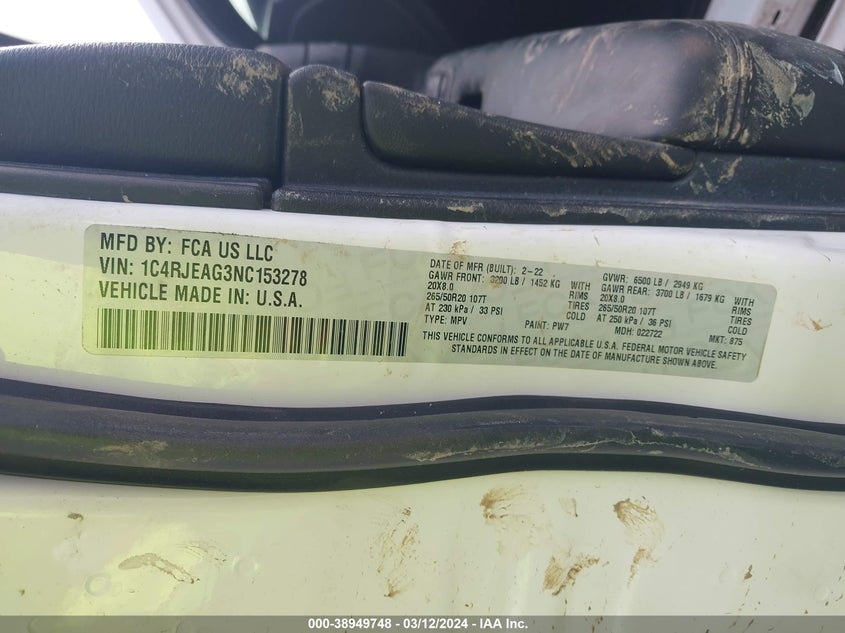 MFD BY: FCA US LLC
VIN: 1C4RJEAG3NC153278
VEHICLE MADE IN: U.S.A.
DATE OF MFR (BUILT): 2-22
GAWR FRONT: 3200 LB / 1452 KG WITH
20X8.0 RIMS
265/50R20 107T TIRES
AT 230 kPa / 33 PSI COLD
TYPE: MPV PAINT: PW7
GVWR: 6500 LB / 2949 KG
GAWR REAR: 3700 LB / 1679 KG WITH
20X8.0 RIMS
265/50R20 107T TIRES
AT 250 kPa / 36 PSI COLD
MDH: 022722 MKT: 875
THIS VEHICLE CONFORMS TO ALL APPLICABLE U.S.A. FEDERAL MOTOR VEHICLE SAFETY
STANDARDS IN EFFECT ON THE DATE OF MANUFACTURE SHOWN ABOVE.
000-38949748 - 03/12/2024 - IAA Inc.